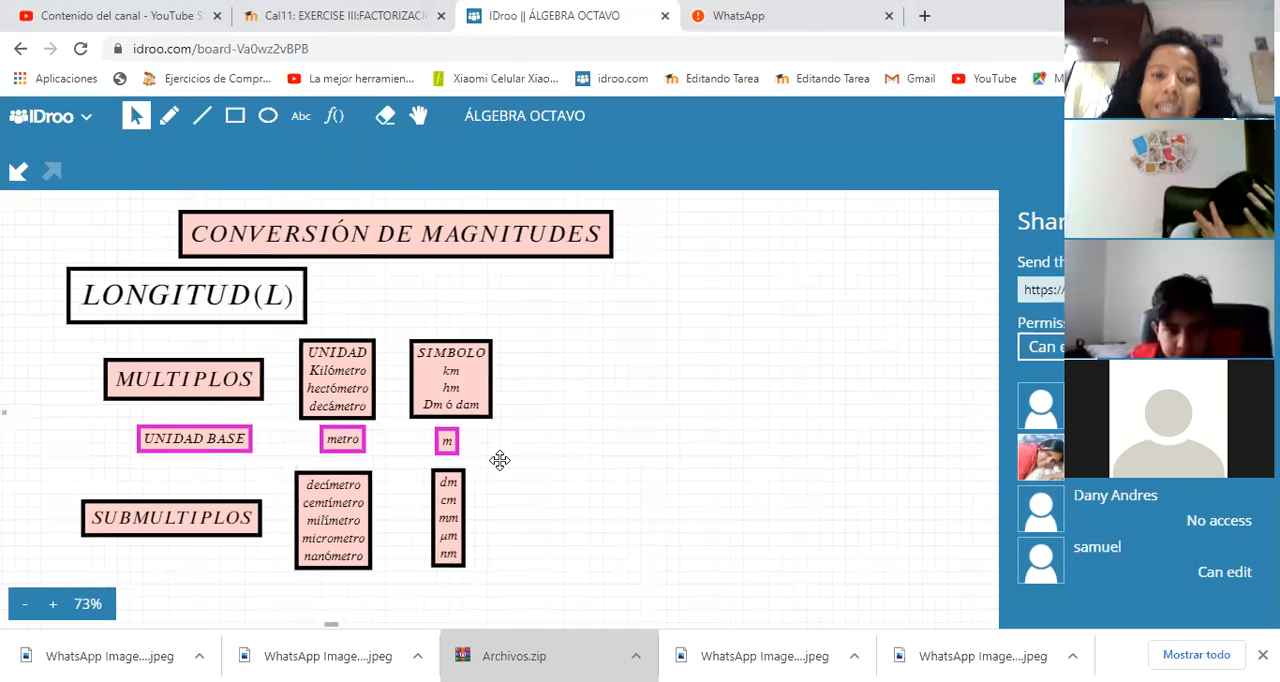 Contenido del canal - YouTube S
Cal11: EXERCISE III:FACTORIZACI
IDroo || ÁLGEBRA OCTAVO
WhatsApp
idroo.com/board-Va0wz2vBPB
Aplicaciones
Ejercicios de Compr...
La mejor herramien...
Xiaomi Celular Xiao...
idroo.com
Editando Tarea
Editando Tarea
Gmail
YouTube
M
IDroo
Abc
f()
ÁLGEBRA OCTAVO
CONVERSIÓN DE MAGNITUDES
LONGITUD(L)
MULTIPLOS
UNIDAD
Kilómetro
hectómetro
decámetro
SIMBOLO
km
hm
Dm ó dam
UNIDAD BASE
metro
m
SUBMULTIPLOS
decímetro
cemtímetro
milímetro
micrometro
nanómetro
dm
cm
mm
μm
nm
Shar
Send th
https://
Permiss
Can e
Dany Andres
No access
samuel
Can edit
- + 73%
WhatsApp Image....jpeg
WhatsApp Image....jpeg
Archivos.zip
WhatsApp Image....jpeg
WhatsApp Image....jpeg
Mostrar todo